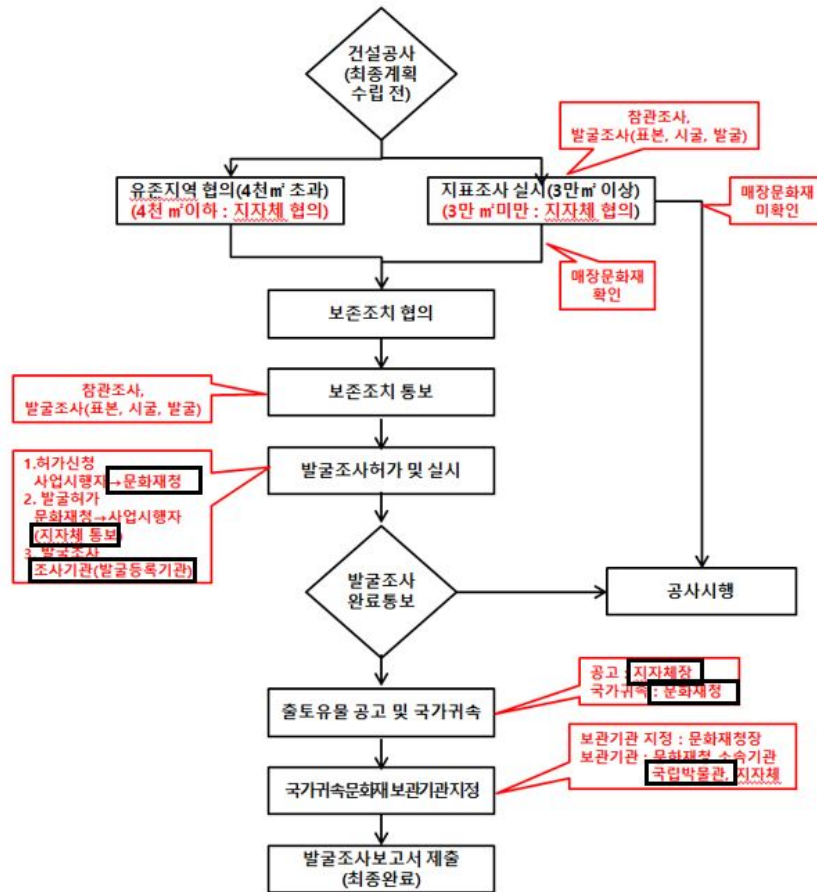 건설공사
(최종계획
수립 전)
참관조사,
발굴조사(표본, 시굴, 발굴)
유존지역 협의(4천㎡ 초과)
(4천 ㎡이하 : 지자체 협의)
지표조사 실시(3만㎡ 이상)
(3만 ㎡미만 : 지자체 협의)
매장문화재
미확인
매장문화재
확인
보존조치 협의
보존조치 통보
참관조사,
발굴조사(표본, 시굴, 발굴)
발굴조사허가 및 실시
1.허가신청
사업시행자→문화재청
2. 발굴허가
문화재청→사업시행자
(지자체 통보)
3. 발굴조사
조사기관(발굴등록기관)
발굴조사
완료통보
공사시행
출토유물 공고 및 국가귀속
공고 : 지자체장
국가귀속 : 문화재청
국가귀속문화재 보관기관지정
보관기관 지정 : 문화재청장
보관기관 : 문화재청 소속기관
국립박물관, 지자체
발굴조사보고서 제출
(최종완료)